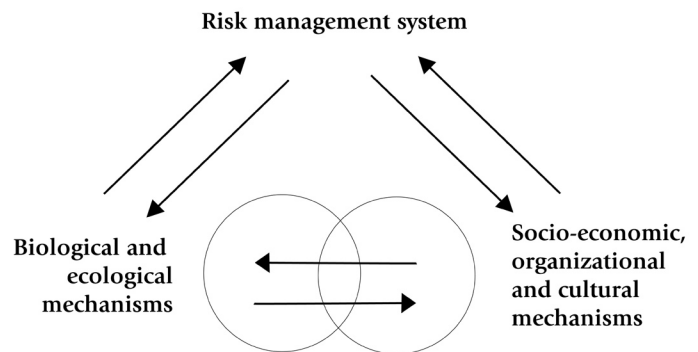 Risk management system
Biological and
ecological
mechanisms
Socio-economic,
organizational
and cultural
mechanisms